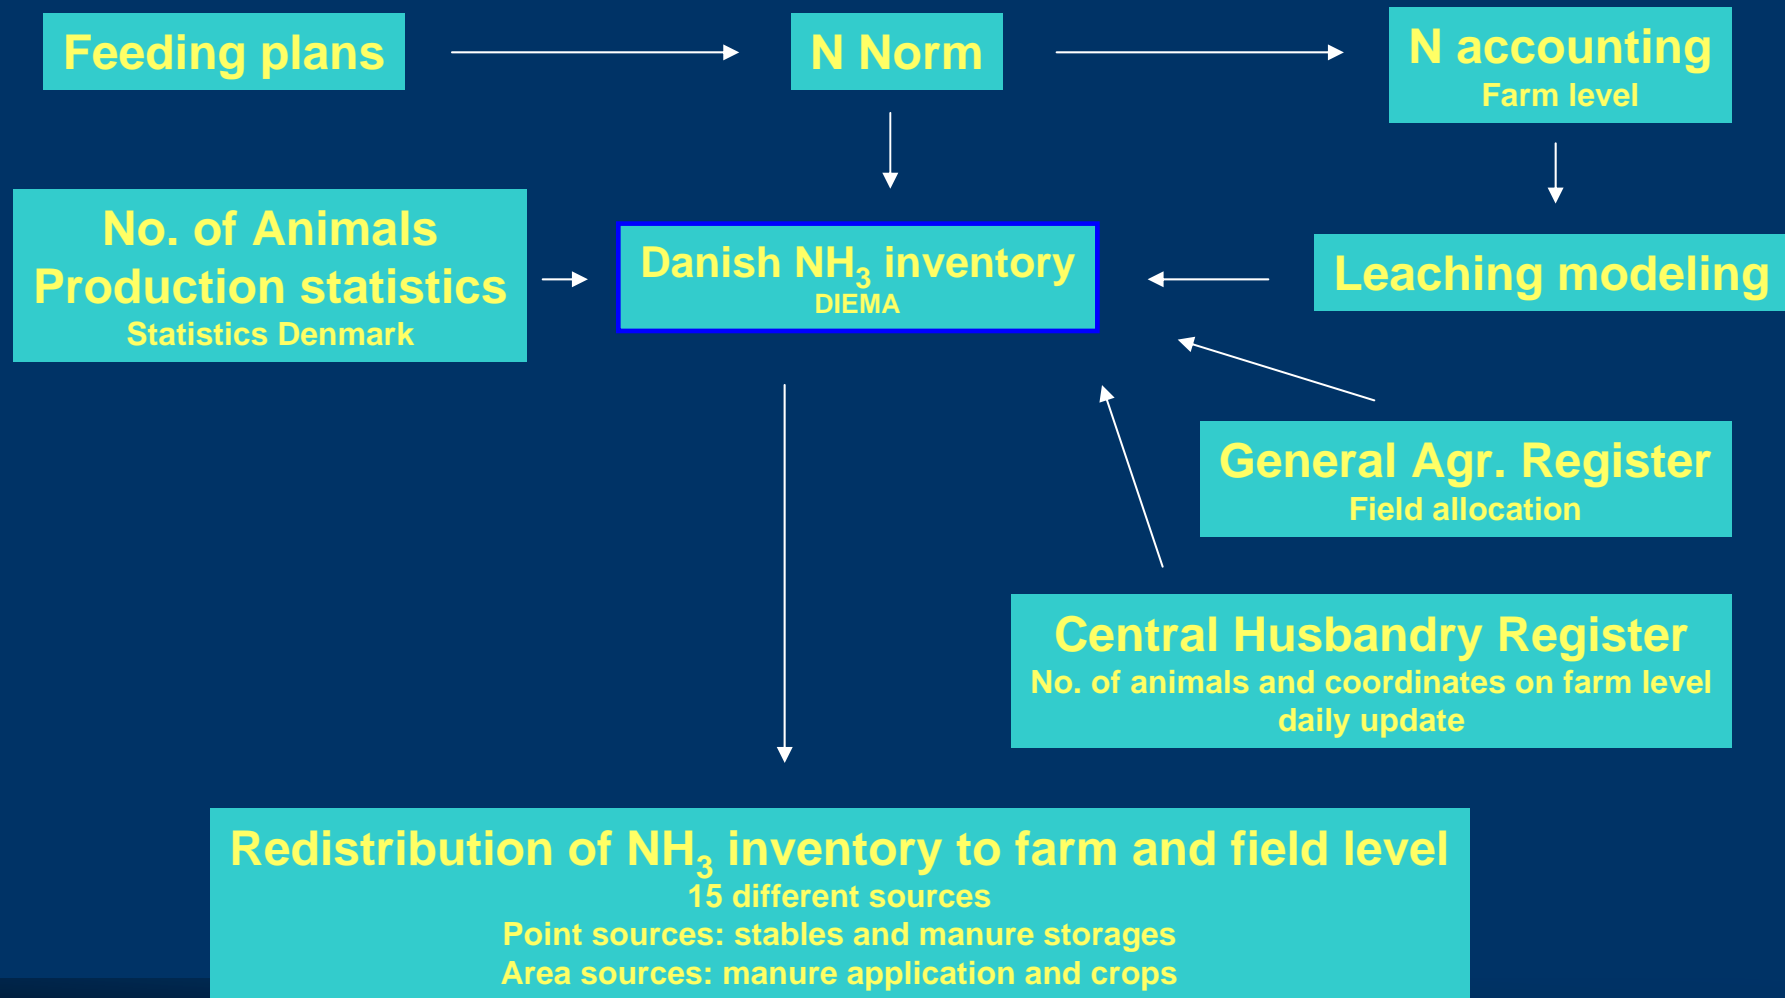 Feeding plans
N Norm
N accounting
Farm level
No. of Animals
Production statistics
Statistics Denmark
Danish NH₃ inventory
DIEMA
Leaching modeling
General Agr. Register
Field allocation
Central Husbandry Register
No. of animals and coordinates on farm level
daily update
Redistribution of NH₃ inventory to farm and field level
15 different sources
Point sources: stables and manure storages
Area sources: manure application and crops